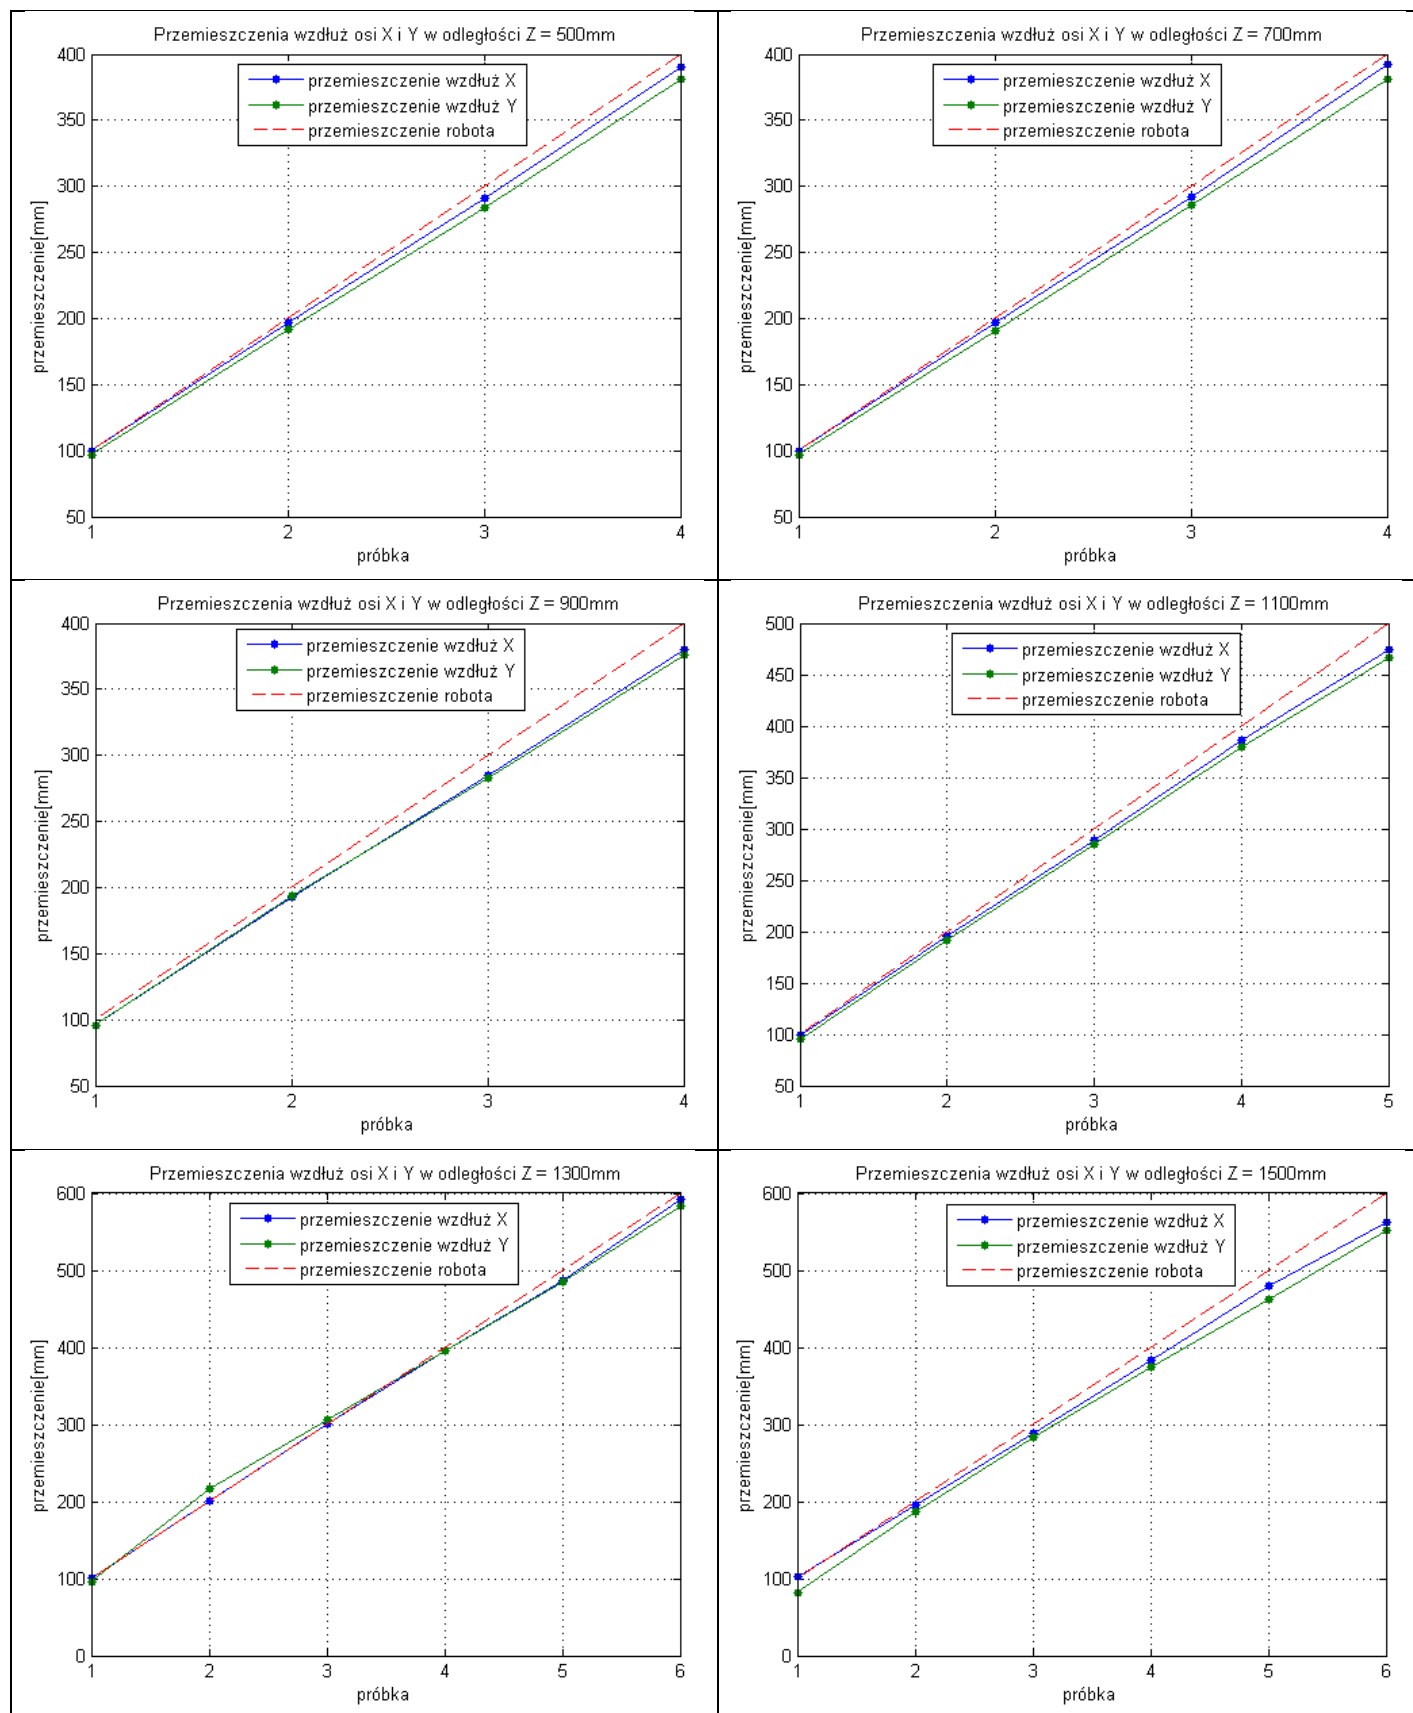 Przemieszczenia wzdłuż osi X i Y w odległości Z = 500mm
400
350
300
250
200
150
100
50
przemieszczenie[mm]
przemieszczenie wzdłuż X
przemieszczenie wzdłuż Y
przemieszczenie robota
1 2 3 4
próbka
Przemieszczenia wzdłuż osi X i Y w odległości Z = 700mm
400
350
300
250
200
150
100
50
przemieszczenie[mm]
przemieszczenie wzdłuż X
przemieszczenie wzdłuż Y
przemieszczenie robota
1 2 3 4
próbka
Przemieszczenia wzdłuż osi X i Y w odległości Z = 900mm
400
350
300
250
200
150
100
50
przemieszczenie[mm]
przemieszczenie wzdłuż X
przemieszczenie wzdłuż Y
przemieszczenie robota
1 2 3 4
próbka
Przemieszczenia wzdłuż osi X i Y w odległości Z = 1100mm
500
450
400
350
300
250
200
150
100
50
przemieszczenie[mm]
przemieszczenie wzdłuż X
przemieszczenie wzdłuż Y
przemieszczenie robota
1 2 3 4 5
próbka
Przemieszczenia wzdłuż osi X i Y w odległości Z = 1300mm
600
500
400
300
200
100
0
przemieszczenie[mm]
przemieszczenie wzdłuż X
przemieszczenie wzdłuż Y
przemieszczenie robota
1 2 3 4 5 6
próbka
Przemieszczenia wzdłuż osi X i Y w odległości Z = 1500mm
600
500
400
300
200
100
0
przemieszczenie[mm]
przemieszczenie wzdłuż X
przemieszczenie wzdłuż Y
przemieszczenie robota
1 2 3 4 5 6
próbka